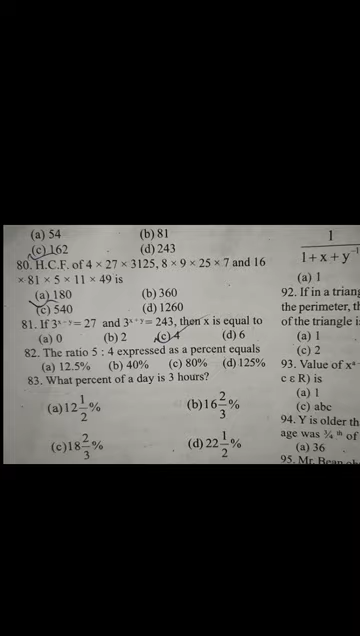 (a) 54 (b) 81
(c) 162 (d) 243
80. H.C.F. of 4 × 27 × 3125, 8 × 9 × 25 × 7 and 16
× 81 × 5 × 11 × 49 is
(a) 180 (b) 360
(c) 540 (d) 1260
81. If 3ˣ⁻ʸ = 27 and 3ˣ⁺ʸ = 243, then x is equal to
(a) 0 (b) 2 (c) 4 (d) 6
82. The ratio 5 : 4 expressed as a percent equals
(a) 12.5% (b) 40% (c) 80% (d) 125%
83. What percent of a day is 3 hours?
(a) 12 1/2 % (b) 16 2/3 %
(c) 18 2/3 % (d) 22 1/2 %
1
1 + x + y⁻¹
(a) 1
92. If in a triang
the perimeter, th
of the triangle i
(a) 1
(c) 2
93. Value of xᵃ
c ε R) is
(a) 1
(c) abc
94. Y is older th
age was ¾ ᵗʰ of
(a) 36
95. Mr. Bean